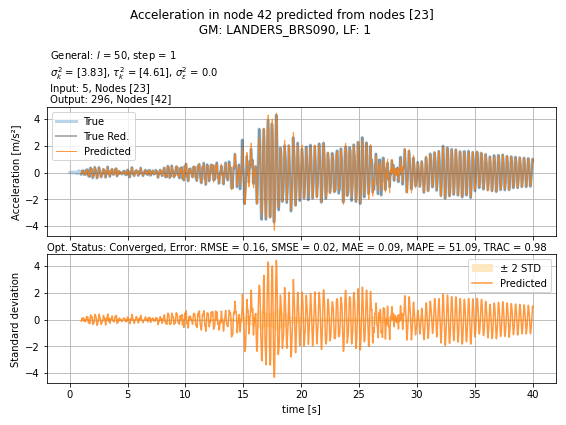 Acceleration in node 42 predicted from nodes [23]
GM: LANDERS_BRS090, LF: 1
General: l = 50, step = 1
σ²ₖ = [3.83], τ²ₖ = [4.61], σ²ε = 0.0
Input: 5, Nodes [23]
Output: 296, Nodes [42]
True
True Red.
Predicted
Acceleration [m/s²]
4
2
0
−2
−4
Opt. Status: Converged, Error: RMSE = 0.16, SMSE = 0.02, MAE = 0.09, MAPE = 51.09, TRAC = 0.98
± 2 STD
Predicted
Standard deviation
4
2
0
−2
−4
0 5 10 15 20 25 30 35 40
time [s]